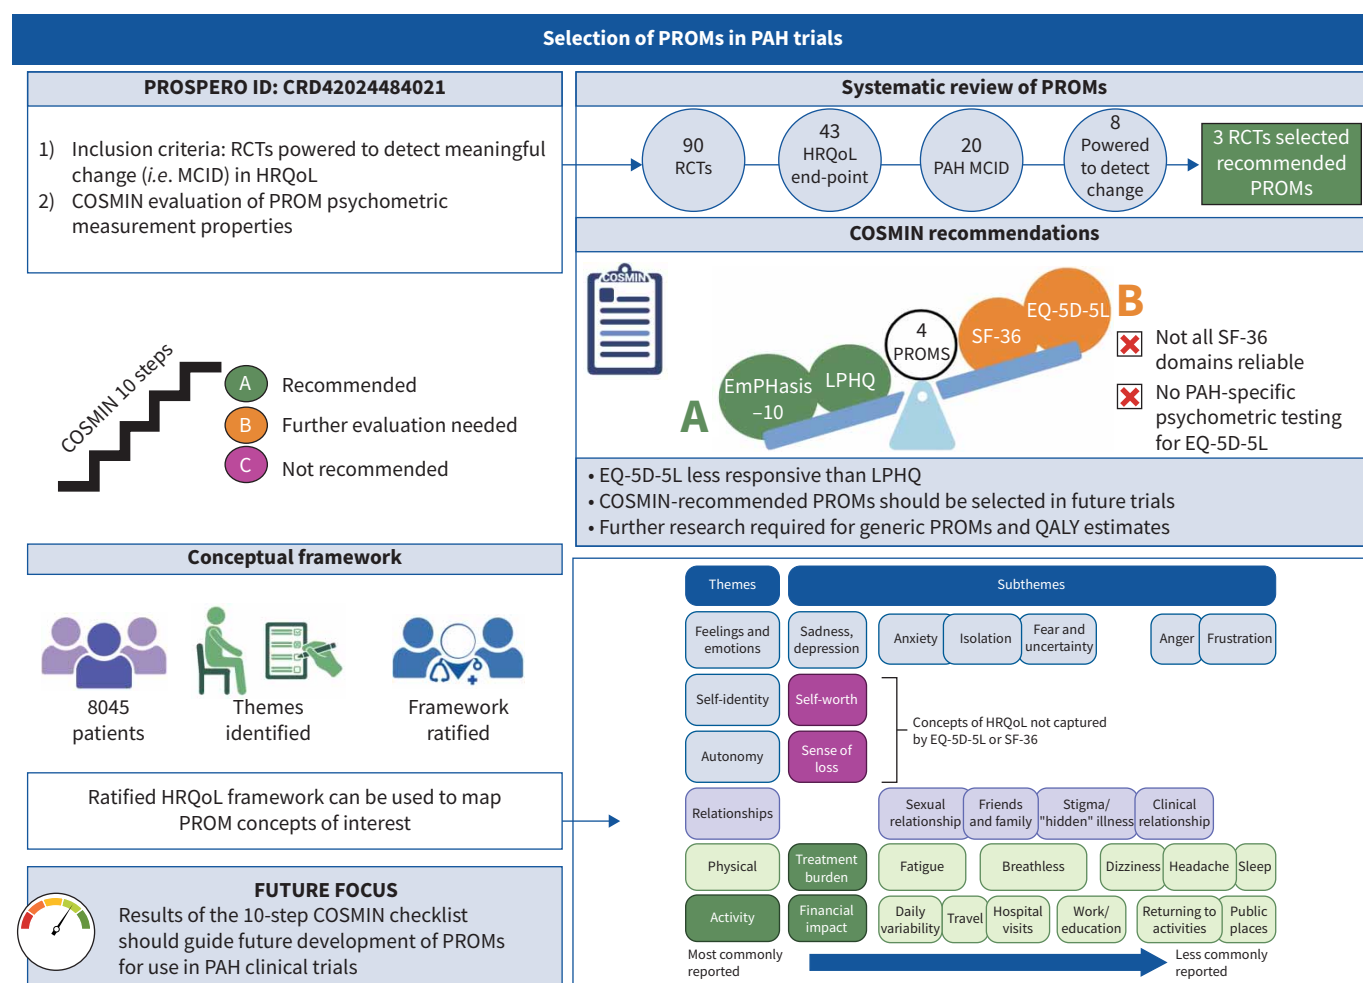 Selection of PROMs in PAH trials
PROSPERO ID: CRD42024484021
1) Inclusion criteria: RCTs powered to detect meaningful
change (i.e. MCID) in HRQoL
2) COSMIN evaluation of PROM psychometric
measurement properties
Systematic review of PROMs
90
RCTs
43
HRQoL
end-point
20
PAH MCID
8
Powered
to detect
change
3 RCTs selected
recommended
PROMs
COSMIN 10 steps
A Recommended
B Further evaluation needed
C Not recommended
COSMIN recommendations
COSMIN
A
EmPHasis
–10
LPHQ
4
PROMS
SF-36
EQ-5D-5L
B
Not all SF-36
domains reliable
No PAH-specific
psychometric testing
for EQ-5D-5L
• EQ-5D-5L less responsive than LPHQ
• COSMIN-recommended PROMs should be selected in future trials
• Further research required for generic PROMs and QALY estimates
Conceptual framework
8045
patients
Themes
identified
Framework
ratified
Ratified HRQoL framework can be used to map
PROM concepts of interest
FUTURE FOCUS
Results of the 10-step COSMIN checklist
should guide future development of PROMs
for use in PAH clinical trials
Themes
Subthemes
Feelings and
emotions
Sadness,
depression
Anxiety
Isolation
Fear and
uncertainty
Anger
Frustration
Self-identity
Self-worth
Autonomy
Sense of
loss
Concepts of HRQoL not captured
by EQ-5D-5L or SF-36
Relationships
Sexual
relationship
Friends
and family
Stigma/
"hidden" illness
Clinical
relationship
Physical
Treatment
burden
Fatigue
Breathless
Dizziness
Headache
Sleep
Activity
Financial
impact
Daily
variability
Travel
Hospital
visits
Work/
education
Returning to
activities
Public
places
Most commonly
reported
Less commonly
reported